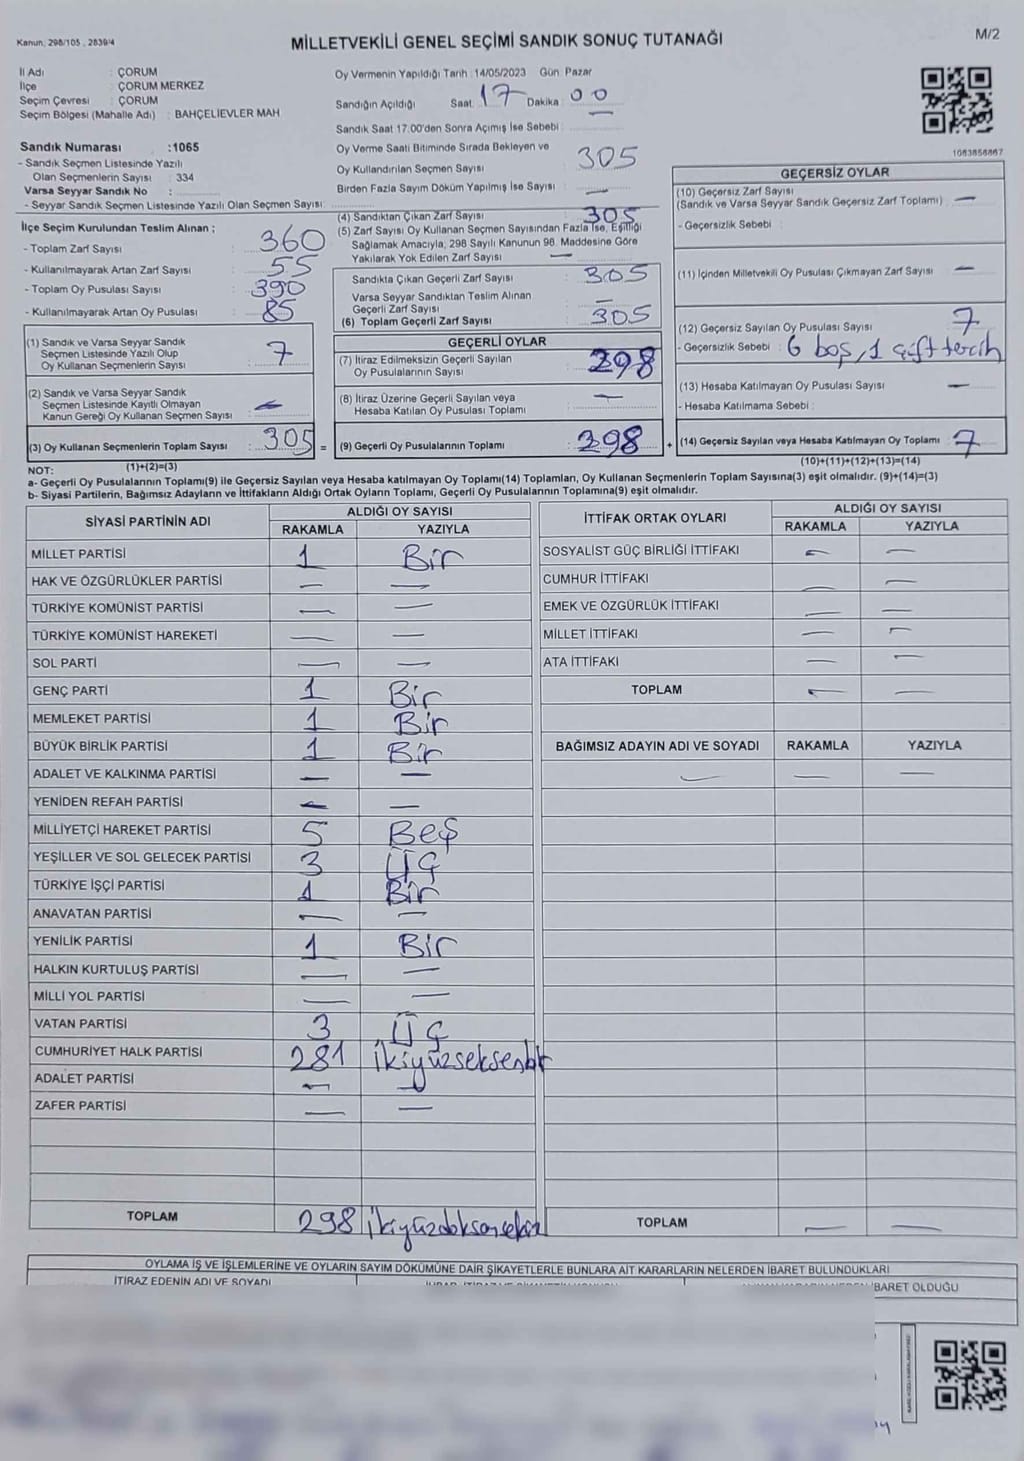 Kanun, 298/105 , 2839/4
MİLLETVEKİLİ GENEL SEÇİMİ SANDIK SONUÇ TUTANAĞI
M/2
İl Adı : ÇORUM
İlçe : ÇORUM MERKEZ
Seçim Çevresi : ÇORUM
Seçim Bölgesi (Mahalle Adı) : BAHÇELİEVLER MAH
Sandık Numarası :1065
- Sandık Seçmen Listesinde Yazılı
Olan Seçmenlerin Sayısı : 334
Varsa Seyyar Sandık No :
- Seyyar Sandık Seçmen Listesinde Yazılı Olan Seçmen Sayısı :
İlçe Seçim Kurulundan Teslim Alınan ;
- Toplam Zarf Sayısı : 360
- Kullanılmayarak Artan Zarf Sayısı : 55
- Toplam Oy Pusulası Sayısı : 390
- Kullanılmayarak Artan Oy Pusulası : 85
(1) Sandık ve Varsa Seyyar Sandık
Seçmen Listesinde Yazılı Olup
Oy Kullanan Seçmenlerin Sayısı : 7
(2) Sandık ve Varsa Seyyar Sandık
Seçmen Listesinde Kayıtlı Olmayan
Kanun Gereği Oy Kullanan Seçmen Sayısı : —
(3) Oy Kullanan Seçmenlerin Toplam Sayısı : 305 =
(1)+(2)=(3)
Oy Vermenin Yapıldığı Tarih :14/05/2023 Gün: Pazar
Sandığın Açıldığı Saat: 17 Dakika : 00
Sandık Saat 17:00'den Sonra Açılmış İse Sebebi : —
Oy Verme Saati Bitiminde Sırada Bekleyen ve
Oy Kullandırılan Seçmen Sayısı : 305
Birden Fazla Sayım Döküm Yapılmış İse Sayısı : —
(4) Sandıktan Çıkan Zarf Sayısı : 305
(5) Zarf Sayısı Oy Kullanan Seçmen Sayısından Fazla İse, Eşitliği
Sağlamak Amacıyla; 298 Sayılı Kanunun 98. Maddesine Göre
Yakılarak Yok Edilen Zarf Sayısı : —
Sandıkta Çıkan Geçerli Zarf Sayısı : 305
Varsa Seyyar Sandıktan Teslim Alınan
Geçerli Zarf Sayısı : —
(6) Toplam Geçerli Zarf Sayısı : 305
GEÇERLİ OYLAR
(7) İtiraz Edilmeksizin Geçerli Sayılan
Oy Pusulalarının Sayısı : 298
(8) İtiraz Üzerine Geçerli Sayılan veya
Hesaba Katılan Oy Pusulası Toplamı : —
(9) Geçerli Oy Pusulalarının Toplamı : 298 +
1083856867
GEÇERSİZ OYLAR
(10) Geçersiz Zarf Sayısı
(Sandık ve Varsa Seyyar Sandık Geçersiz Zarf Toplamı) : —
- Geçersizlik Sebebi :
(11) İçinden Milletvekili Oy Pusulası Çıkmayan Zarf Sayısı : —
(12) Geçersiz Sayılan Oy Pusulası Sayısı : 7
- Geçersizlik Sebebi : 6 boş, 1 çift tercih
(13) Hesaba Katılmayan Oy Pusulası Sayısı : —
- Hesaba Katılmama Sebebi :
(14) Geçersiz Sayılan veya Hesaba Katılmayan Oy Toplamı : 7
(10)+(11)+(12)+(13)=(14)
NOT:
a- Geçerli Oy Pusulalarının Toplamı(9) ile Geçersiz Sayılan veya Hesaba katılmayan Oy Toplamı(14) Toplamları, Oy Kullanan Seçmenlerin Toplam Sayısına(3) eşit olmalıdır. (9)+(14)=(3)
b- Siyasi Partilerin, Bağımsız Adayların ve İttifakların Aldığı Ortak Oyların Toplamı, Geçerli Oy Pusulalarının Toplamına(9) eşit olmalıdır.
SİYASİ PARTİNİN ADI ALDIĞI OY SAYISI
RAKAMLA YAZIYLA
MİLLET PARTİSİ 1 Bir
HAK VE ÖZGÜRLÜKLER PARTİSİ — —
TÜRKİYE KOMÜNİST PARTİSİ — —
TÜRKİYE KOMÜNİST HAREKETİ — —
SOL PARTİ — —
GENÇ PARTİ 1 Bir
MEMLEKET PARTİSİ 1 Bir
BÜYÜK BİRLİK PARTİSİ 1 Bir
ADALET VE KALKINMA PARTİSİ — —
YENİDEN REFAH PARTİSİ — —
MİLLİYETÇİ HAREKET PARTİSİ 5 Beş
YEŞİLLER VE SOL GELECEK PARTİSİ 3 Üç
TÜRKİYE İŞÇİ PARTİSİ 1 Bir
ANAVATAN PARTİSİ — —
YENİLİK PARTİSİ 1 Bir
HALKIN KURTULUŞ PARTİSİ — —
MİLLİ YOL PARTİSİ — —
VATAN PARTİSİ 3 Üç
CUMHURİYET HALK PARTİSİ 281 ikiyüzseksenbir
ADALET PARTİSİ — —
ZAFER PARTİSİ — —
TOPLAM 298 ikiyüzdoksansekiz
İTTİFAK ORTAK OYLARI ALDIĞI OY SAYISI
RAKAMLA YAZIYLA
SOSYALİST GÜÇ BİRLİĞİ İTTİFAKI — —
CUMHUR İTTİFAKI — —
EMEK VE ÖZGÜRLÜK İTTİFAKI — —
MİLLET İTTİFAKI — —
ATA İTTİFAKI — —
TOPLAM — —
BAĞIMSIZ ADAYIN ADI VE SOYADI RAKAMLA YAZIYLA
— — —
TOPLAM — —
OYLAMA İŞ VE İŞLEMLERİNE VE OYLARIN SAYIM DÖKÜMÜNE DAİR ŞİKAYETLERLE BUNLARA AİT KARARLARIN NELERDEN İBARET BULUNDUKLARI
İTİRAZ EDENİN ADI VE SOYADI
İBARET OLDUĞU